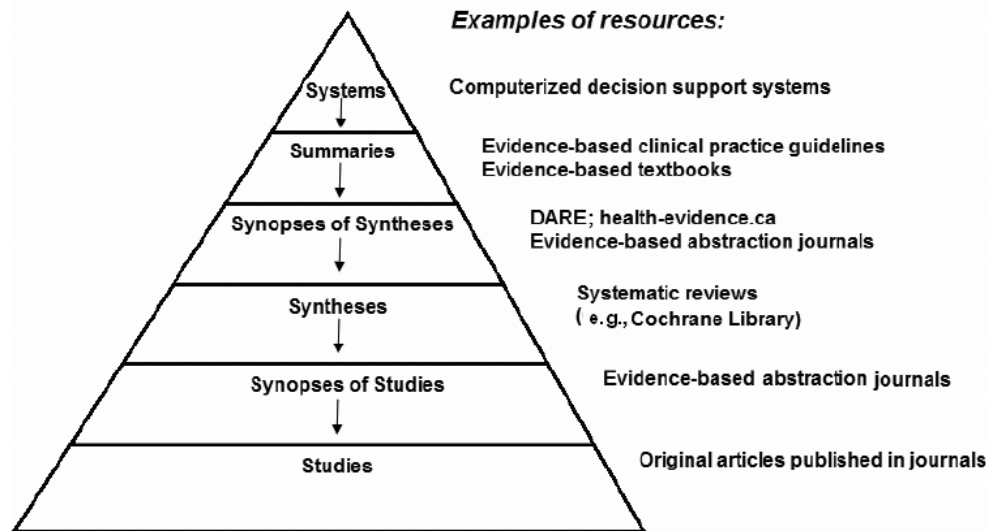 Examples of resources:
Systems
Computerized decision support systems
Summaries
Evidence-based clinical practice guidelines
Evidence-based textbooks
Synopses of Syntheses
DARE; health-evidence.ca
Evidence-based abstraction journals
Syntheses
Systematic reviews
( e.g., Cochrane Library)
Synopses of Studies
Evidence-based abstraction journals
Studies
Original articles published in journals